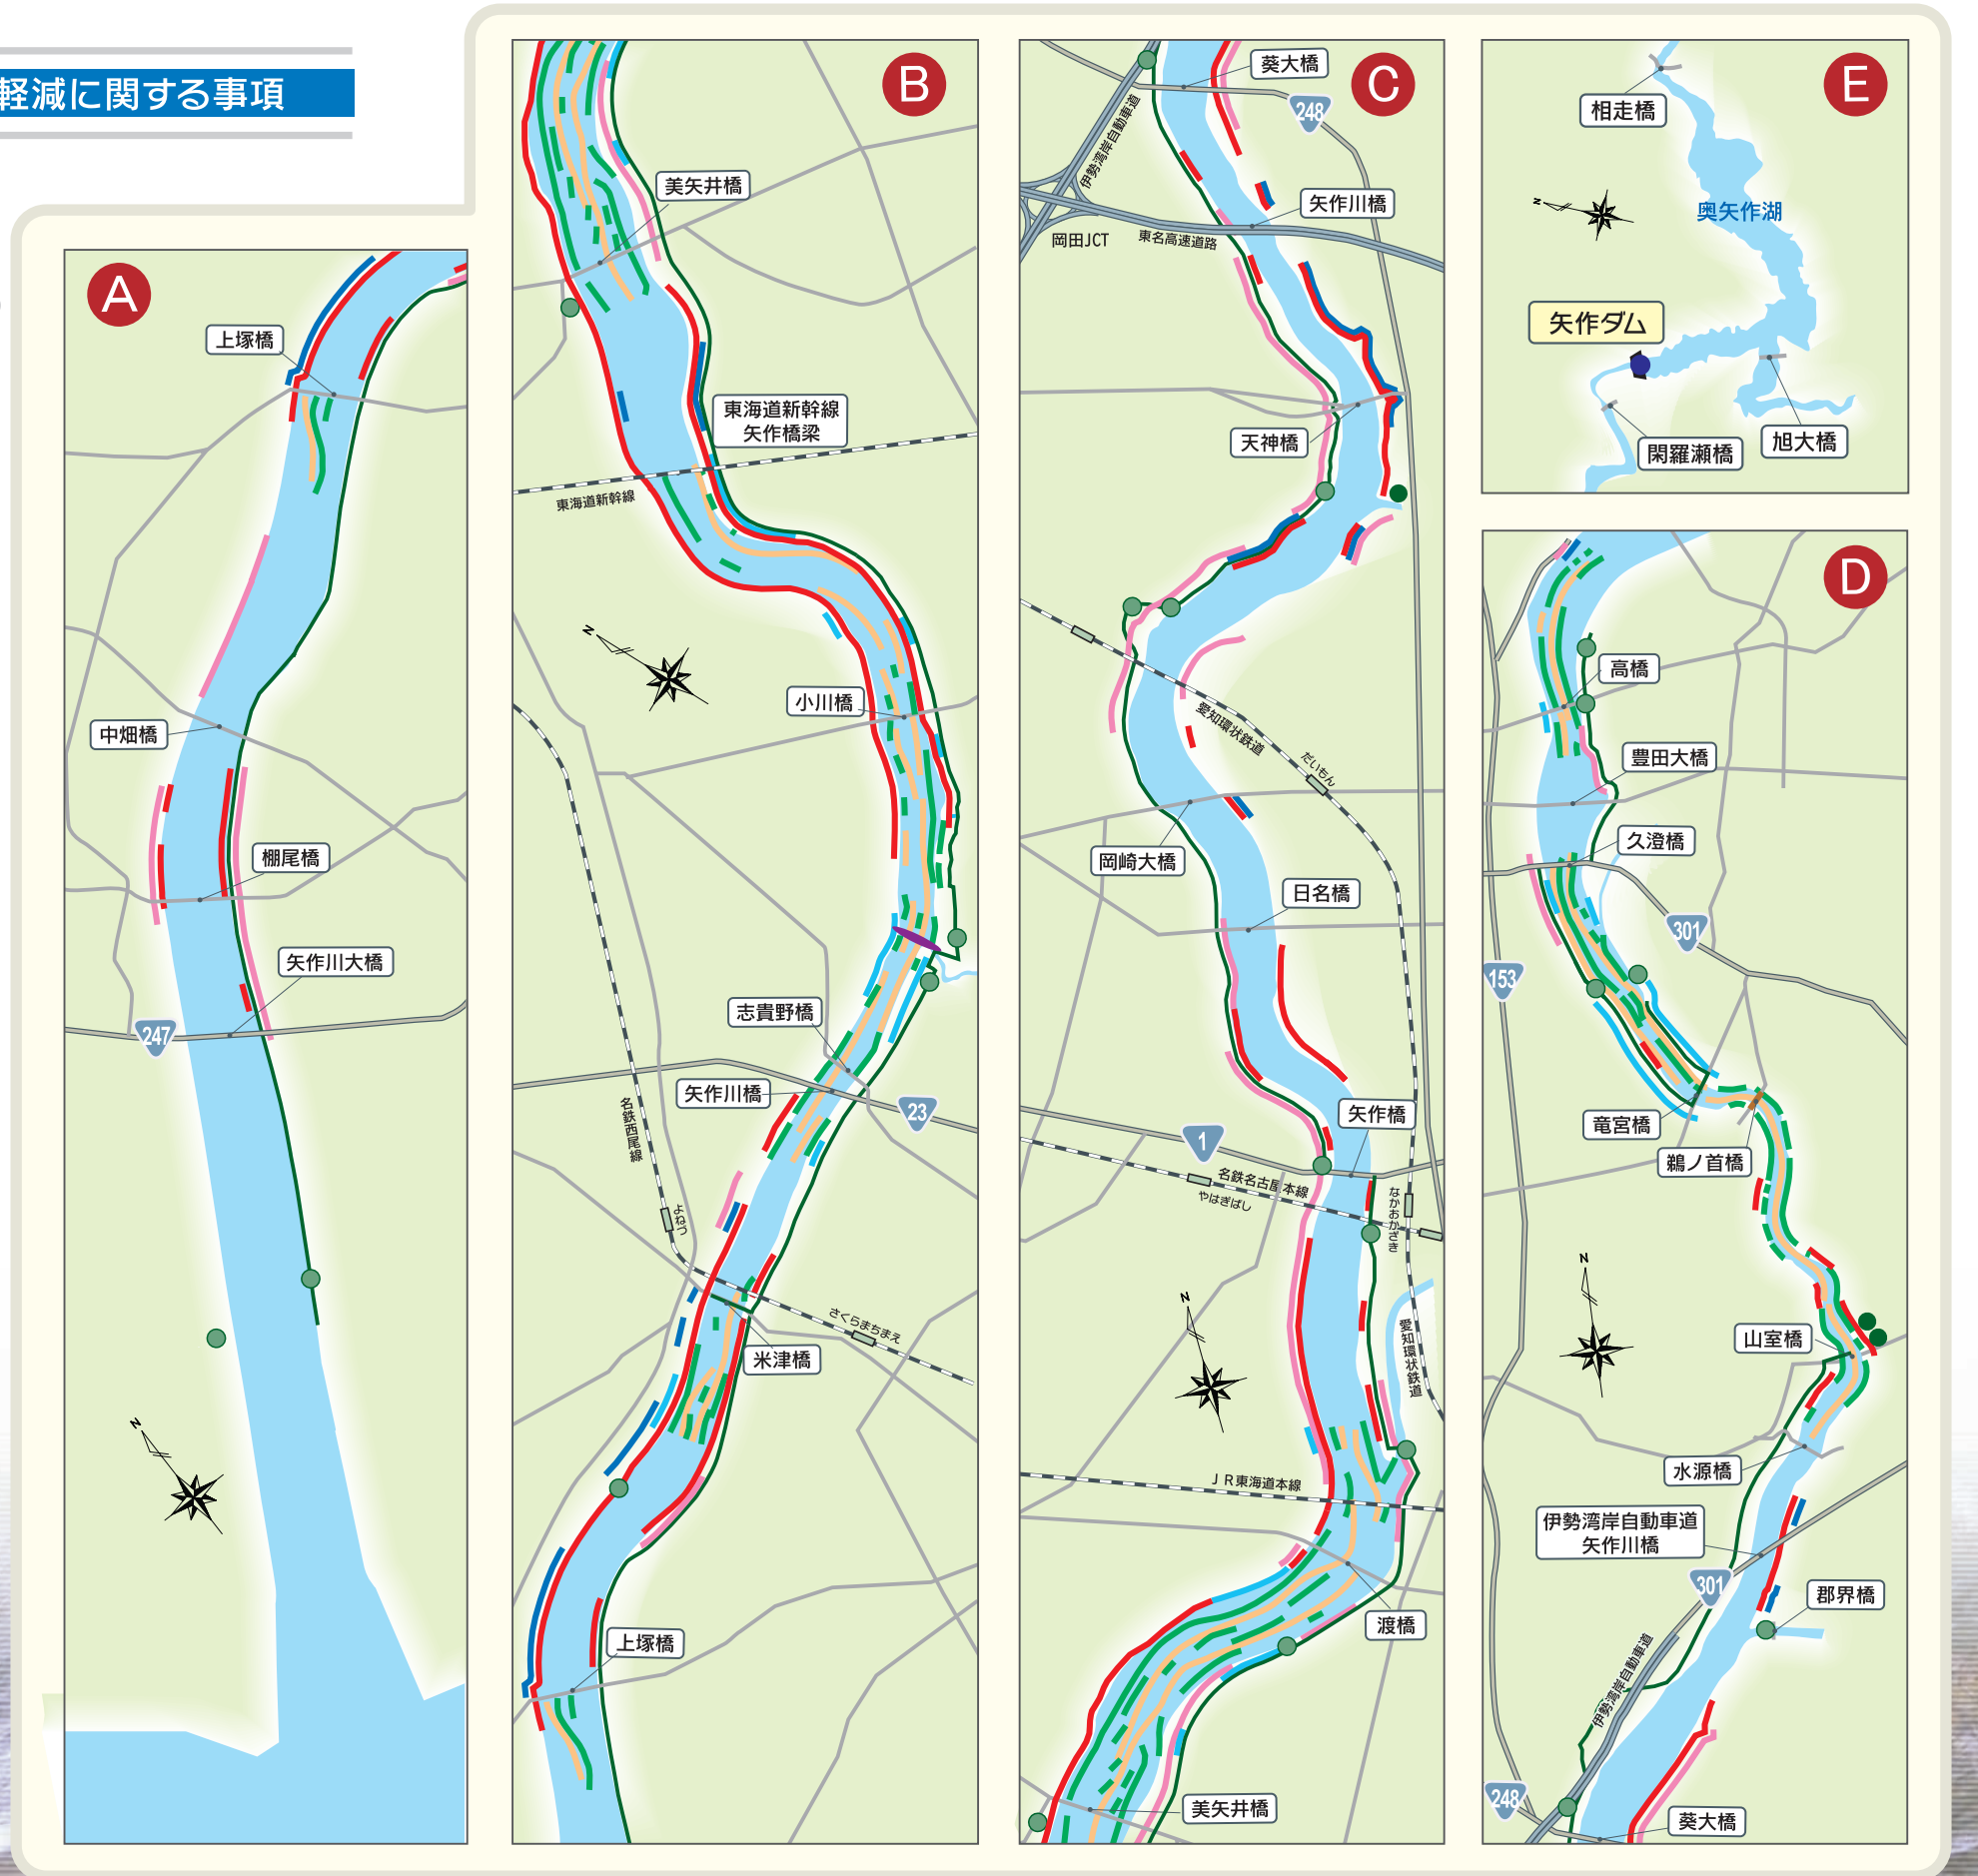 軽減に関する事項
A
上塚橋
中畑橋
棚尾橋
矢作川大橋
247
N
B
美矢井橋
東海道新幹線
矢作橋梁
東海道新幹線
N
小川橋
志貴野橋
矢作川橋
23
名鉄西尾線
よねづ
さくらまちまえ
米津橋
上塚橋
C
葵大橋
248
伊勢湾岸自動車道
矢作川橋
岡田JCT
東名高速道路
天神橋
愛知環状鉄道
だいもん
岡崎大橋
日名橋
矢作橋
1
名鉄名古屋本線
やはぎばし
なかおかざき
N
愛知環状鉄道
JR東海道本線
渡橋
美矢井橋
E
相走橋
N
奥矢作湖
矢作ダム
閑羅瀬橋
旭大橋
D
高橋
豊田大橋
久澄橋
301
153
竜宮橋
鵜ノ首橋
N
山室橋
水源橋
伊勢湾岸自動車道
矢作川橋
301
郡界橋
伊勢湾岸自動車道
248
葵大橋